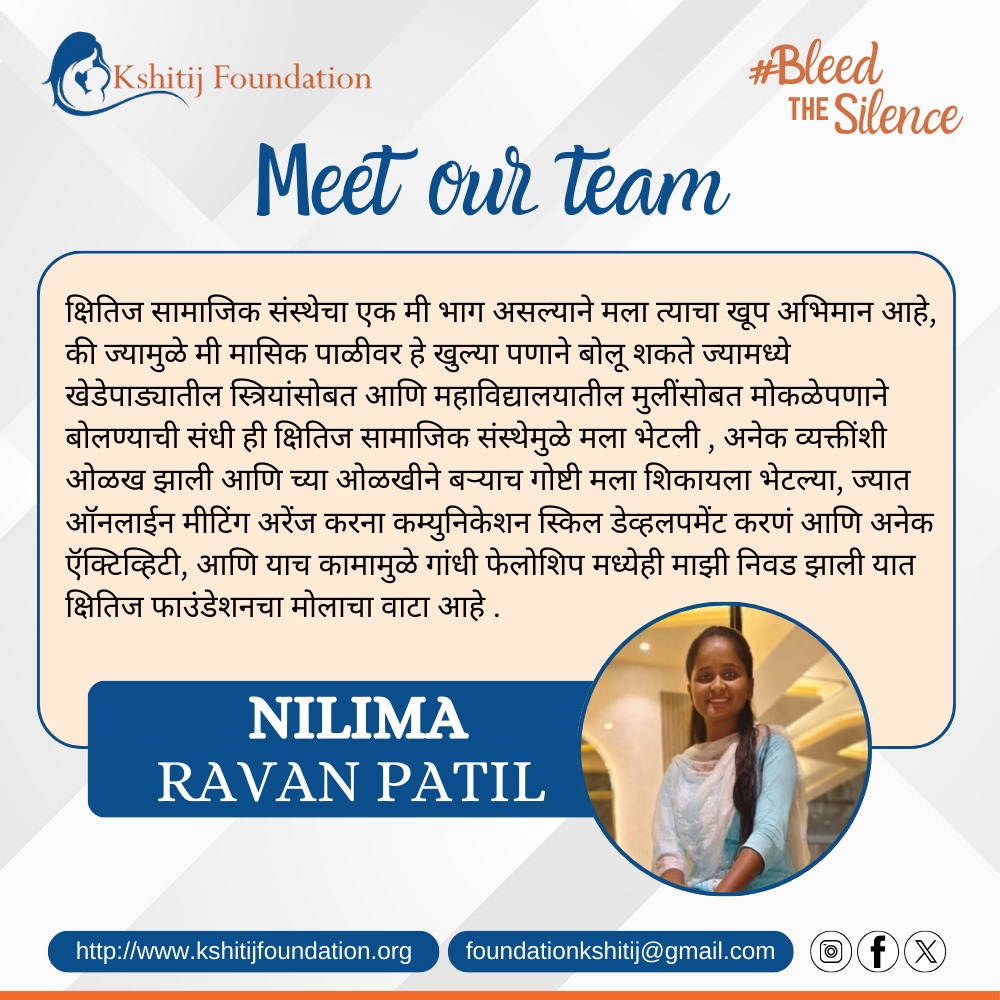 Kshitij Foundation
#Bleed
THE Silence
Meet our team
क्षितिज सामाजिक संस्थेचा एक मी भाग असल्याने मला त्याचा खूप अभिमान आहे,
की ज्यामुळे मी मासिक पाळीवर हे खुल्या पणाने बोलू शकते ज्यामध्ये
खेडेपाड्यातील स्त्रियांसोबत आणि महाविद्यालयातील मुलींसोबत मोकळेपणाने
बोलण्याची संधी ही क्षितिज सामाजिक संस्थेमुळे मला भेटली , अनेक व्यक्तींशी
ओळख झाली आणि च्या ओळखीने बऱ्याच गोष्टी मला शिकायला भेटल्या, ज्यात
ऑनलाईन मीटिंग अरेंज करना कम्युनिकेशन स्किल डेव्हलपमेंट करणं आणि अनेक
ऍक्टिव्हिटी, आणि याच कामामुळे गांधी फेलोशिप मध्येही माझी निवड झाली यात
क्षितिज फाउंडेशनचा मोलाचा वाटा आहे .
NILIMA
RAVAN PATIL
http://www.kshitijfoundation.org
foundationkshitij@gmail.com